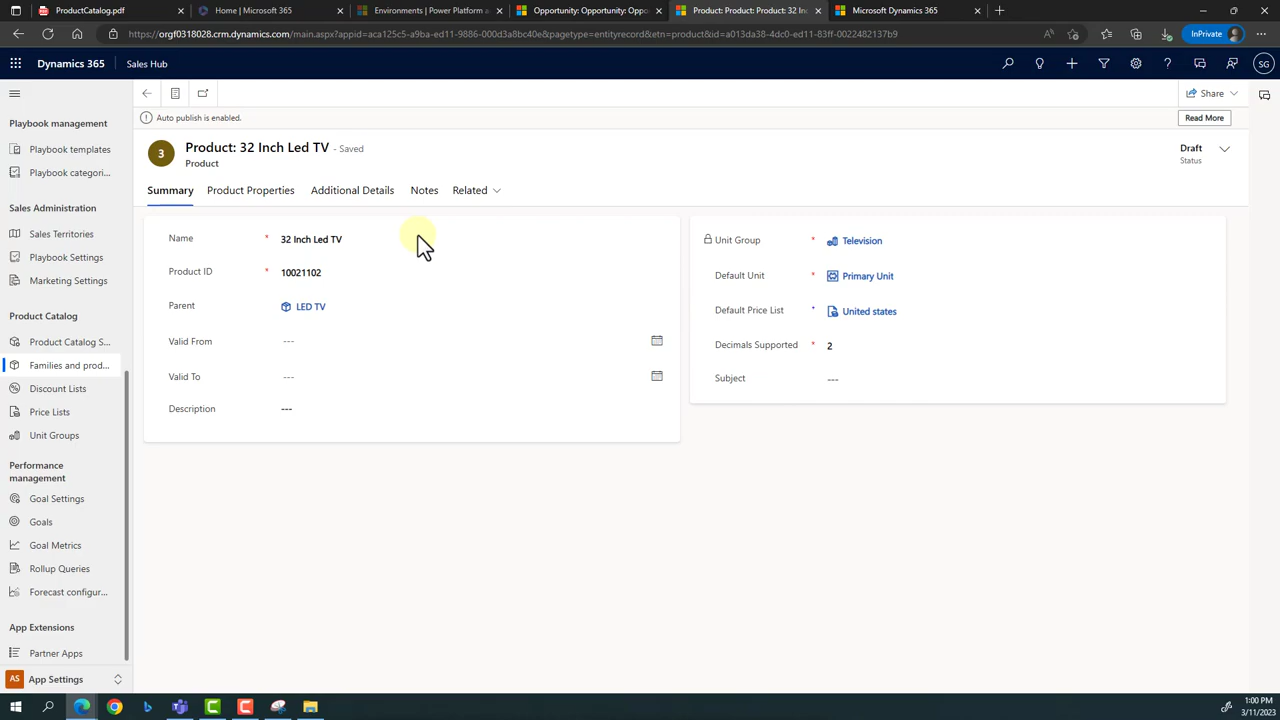 ProductCatalog.pdf
Home | Microsoft 365
Environments | Power Platform a
Opportunity: Opportunity: Oppo
Product: Product: Product: 32 In
Microsoft Dynamics 365
https://orgf0318028.crm.dynamics.com/main.aspx?appid=aca125c5-a9ba-ed11-9886-000d3a8bc40e&pagetype=entityrecord&etn=product&id=a013da38-4dc0-ed11-83ff-0022482137b9
InPrivate
Dynamics 365
Sales Hub
SG
Share
Auto publish is enabled.
Read More
Playbook management
Playbook templates
Playbook categori...
Sales Administration
Sales Territories
Playbook Settings
Marketing Settings
Product Catalog
Product Catalog S...
Families and prod...
Discount Lists
Price Lists
Unit Groups
Performance
management
Goal Settings
Goals
Goal Metrics
Rollup Queries
Forecast configur...
App Extensions
Partner Apps
AS App Settings
3
Product: 32 Inch Led TV - Saved
Product
Draft
Status
Summary
Product Properties
Additional Details
Notes
Related
Name * 32 Inch Led TV
Product ID * 10021102
Parent LED TV
Valid From ---
Valid To ---
Description ---
Unit Group * Television
Default Unit * Primary Unit
Default Price List United states
Decimals Supported * 2
Subject ---
1:00 PM
3/11/2023